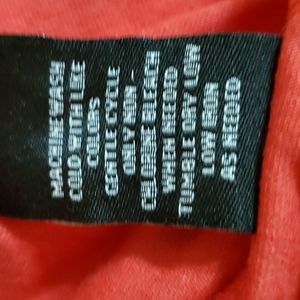 MACHINE WASH
COLD WITH LIKE
COLORS
GENTLE CYCLE
ONLY NON -
CHLORINE BLEACH
WHEN NEEDED
TUMBLE DRY LOW
LOW IRON
AS NEEDED